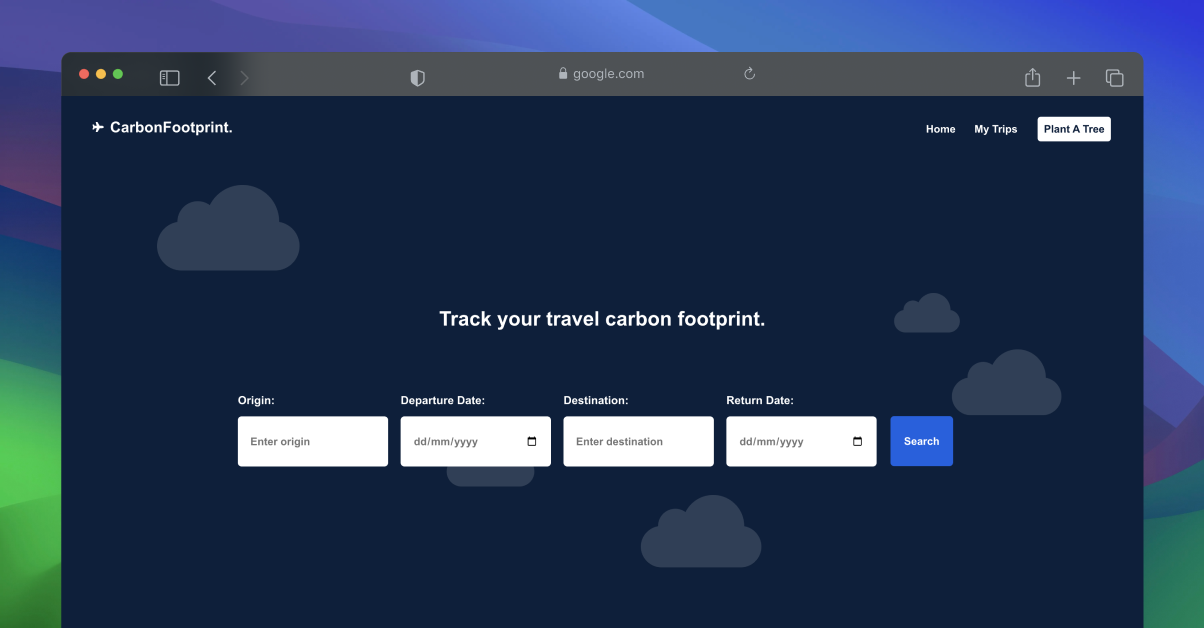 google.com
CarbonFootprint.
Home My Trips Plant A Tree
Track your travel carbon footprint.
Origin: Departure Date: Destination: Return Date:
Enter origin dd/mm/yyyy Enter destination dd/mm/yyyy Search